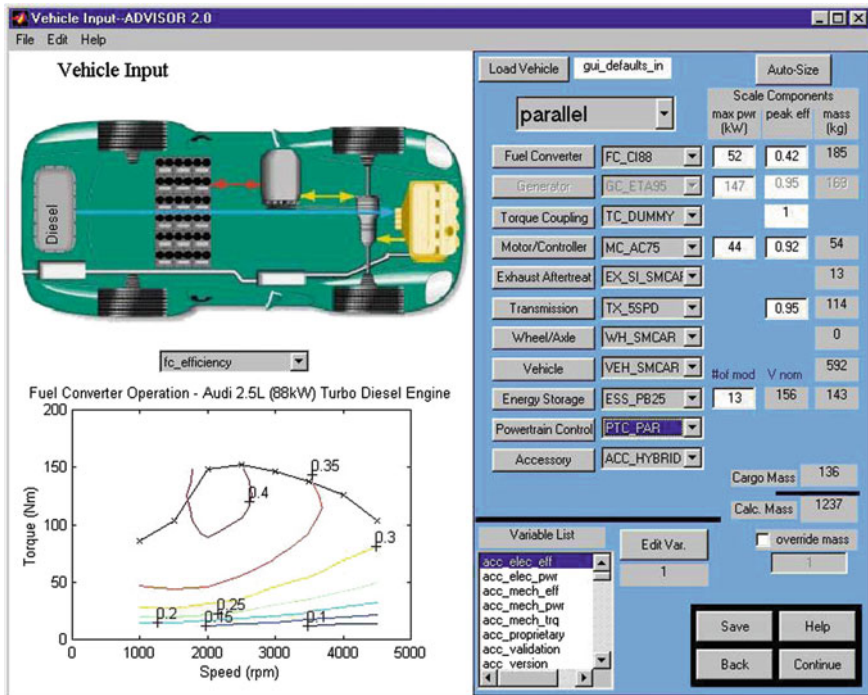 Vehicle Input--ADVISOR 2.0
File Edit Help
Vehicle Input
Diesel
fc_efficiency
Fuel Converter Operation - Audi 2.5L (88kW) Turbo Diesel Engine
200
150
100
50
0
Torque (Nm)
0.35
0.4
0.3
0.25
0.2
0.15
0.1
0 1000 2000 3000 4000 5000
Speed (rpm)
Load Vehicle gui_defaults_in Auto-Size
parallel
Scale Components
max pwr (kW) peak eff mass (kg)
Fuel Converter FC_CI88 52 0.42 185
Generator GC_ETA95 147 0.95 169
Torque Coupling TC_DUMMY 1
Motor/Controller MC_AC75 44 0.92 54
Exhaust Aftertreat EX_SI_SMCAR 13
Transmission TX_5SPD 0.95 114
Wheel/Axle WH_SMCAR 0
Vehicle VEH_SMCAR 592
#of mod V nom
Energy Storage ESS_PB25 13 156 143
Powertrain Control PTC_PAR
Accessory ACC_HYBRID
Cargo Mass 136
Calc. Mass 1237
override mass
1
Variable List
Edit Var.
1
acc_elec_eff
acc_elec_pwr
acc_mech_eff
acc_mech_pwr
acc_mech_trq
acc_proprietary
acc_validation
acc_version
Save Help
Back Continue